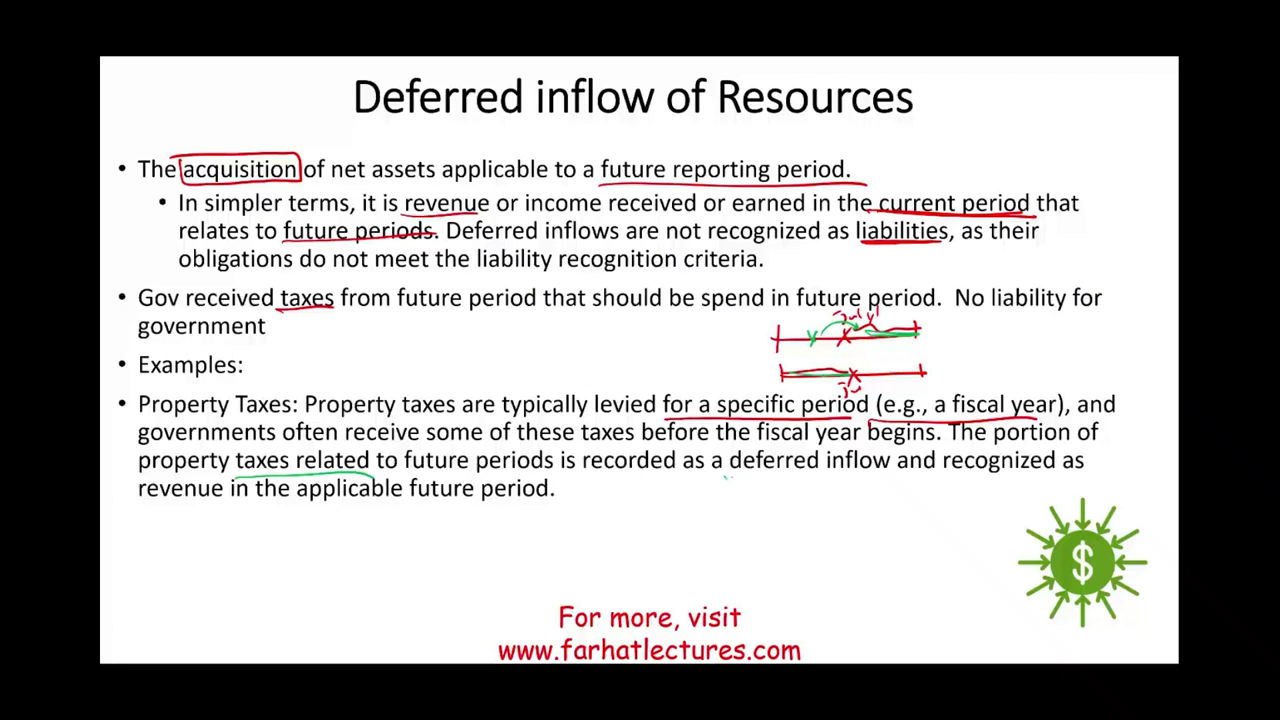 Deferred inflow of Resources
• The acquisition of net assets applicable to a future reporting period.
• In simpler terms, it is revenue or income received or earned in the current period that
relates to future periods. Deferred inflows are not recognized as liabilities, as their
obligations do not meet the liability recognition criteria.
• Gov received taxes from future period that should be spend in future period. No liability for
government
July 1
• Examples:
• Property Taxes: Property taxes are typically levied for a specific period (e.g., a fiscal year), and
governments often receive some of these taxes before the fiscal year begins. The portion of
property taxes related to future periods is recorded as a deferred inflow and recognized as
revenue in the applicable future period.
$
For more, visit
www.farhatlectures.com